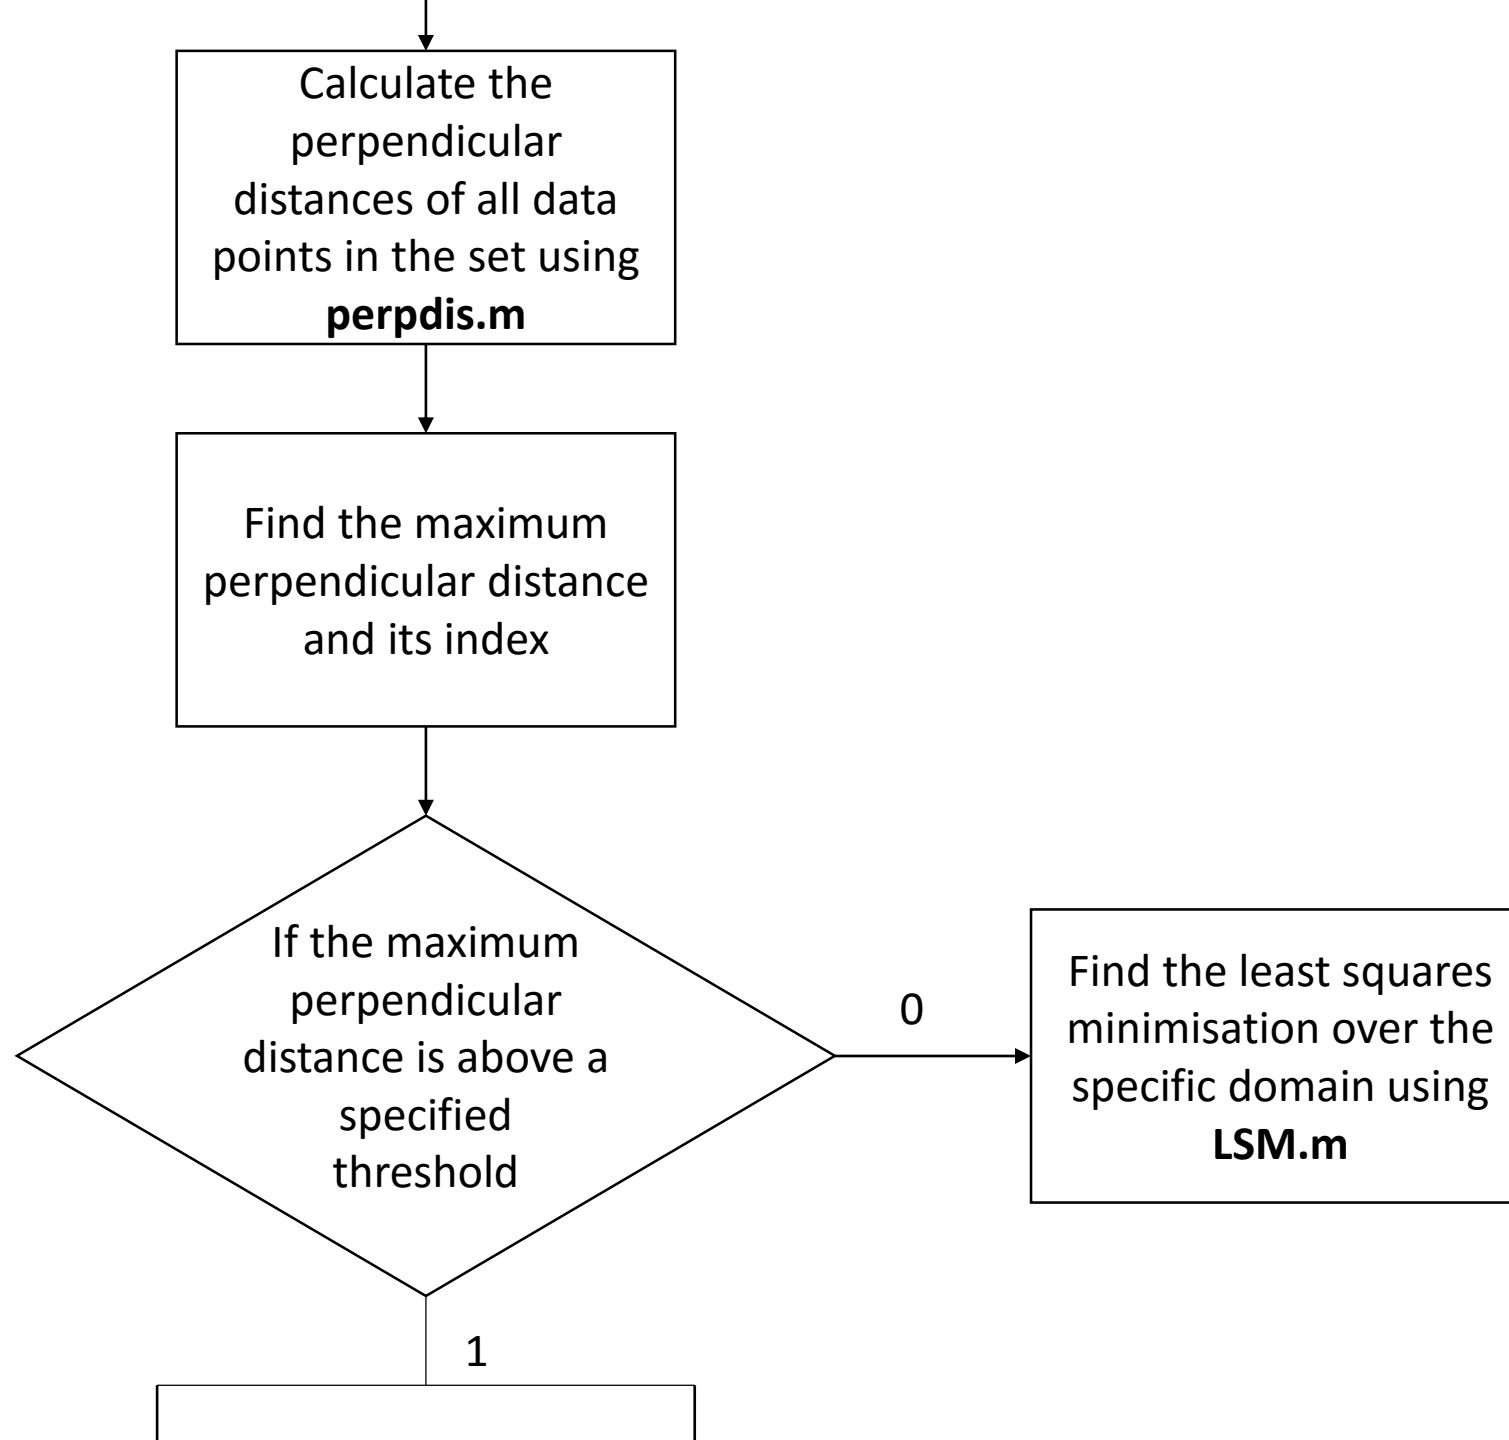 Calculate the
perpendicular
distances of all data
points in the set using
perpdis.m
Find the maximum
perpendicular distance
and its index
If the maximum
perpendicular
distance is above a
specified
threshold
0
Find the least squares
minimisation over the
specific domain using
LSM.m
1